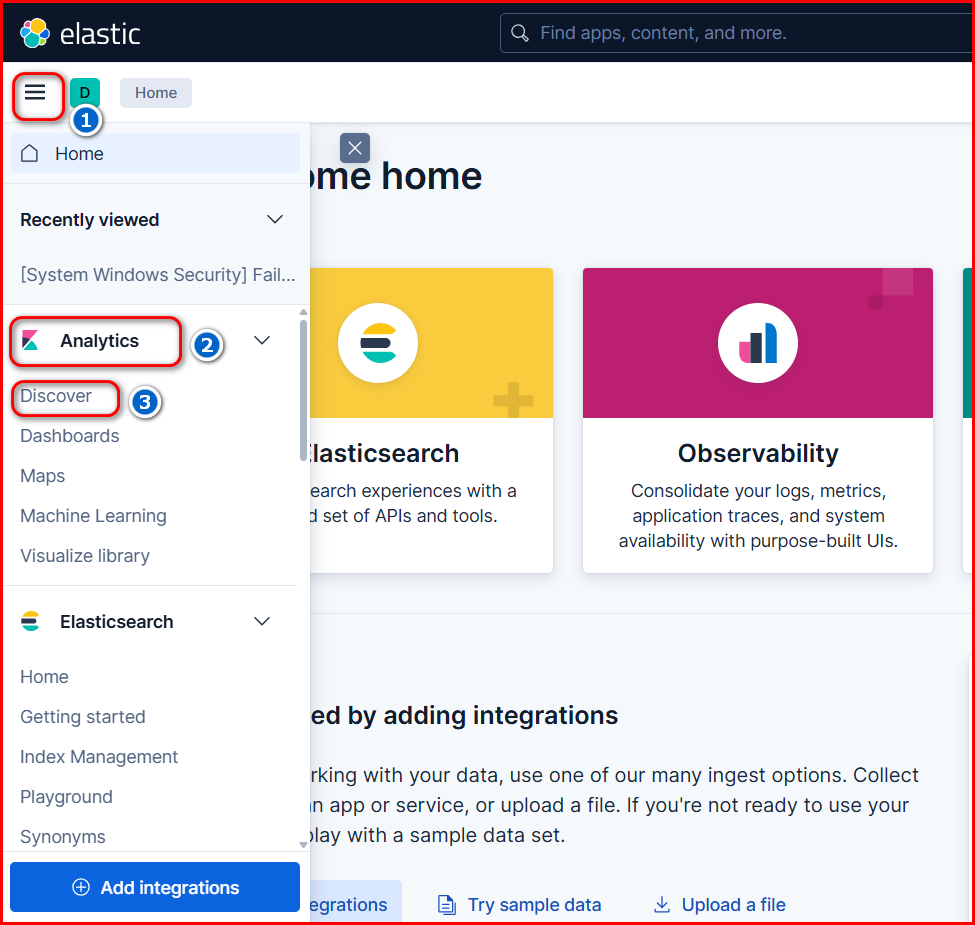 elastic
Find apps, content, and more.
D
Home
1
Home
ome home
Recently viewed
[System Windows Security] Fail...
Analytics
2
Discover
3
Dashboards
Maps
Machine Learning
Visualize library
Elasticsearch
Home
Getting started
Index Management
Playground
Synonyms
Add integrations
lasticsearch
earch experiences with a
d set of APIs and tools.
Observability
Consolidate your logs, metrics,
application traces, and system
availability with purpose-built UIs.
ed by adding integrations
rking with your data, use one of our many ingest options. Collect
n app or service, or upload a file. If you're not ready to use your
play with a sample data set.
egrations
Try sample data
Upload a file